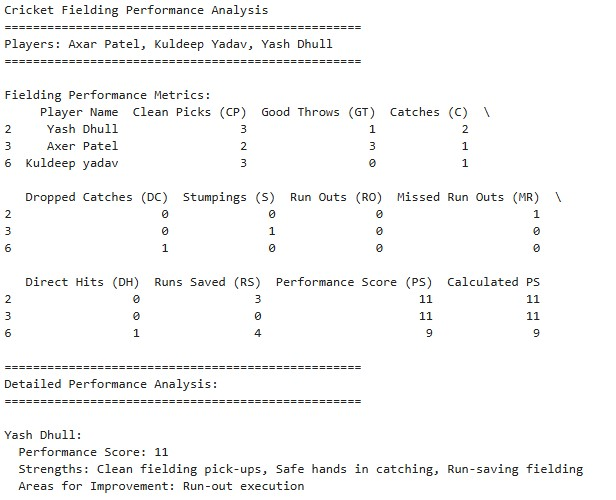 Cricket Fielding Performance Analysis
==================================================
Players: Axar Patel, Kuldeep Yadav, Yash Dhull
==================================================
Fielding Performance Metrics:
Player Name  Clean Picks (CP)  Good Throws (GT)  Catches (C)  \
2     Yash Dhull                 3                 1            2
3     Axer Patel                 2                 3            1
6  Kuldeep yadav                 3                 0            1
Dropped Catches (DC)  Stumpings (S)  Run Outs (RO)  Missed Run Outs (MR)  \
2                     0              0              0                     1
3                     0              1              0                     0
6                     1              0              0                     0
Direct Hits (DH)  Runs Saved (RS)  Performance Score (PS)  Calculated PS
2                 0                3                      11             11
3                 0                0                      11             11
6                 1                4                       9              9
==================================================
Detailed Performance Analysis:
==================================================
Yash Dhull:
Performance Score: 11
Strengths: Clean fielding pick-ups, Safe hands in catching, Run-saving fielding
Areas for Improvement: Run-out execution